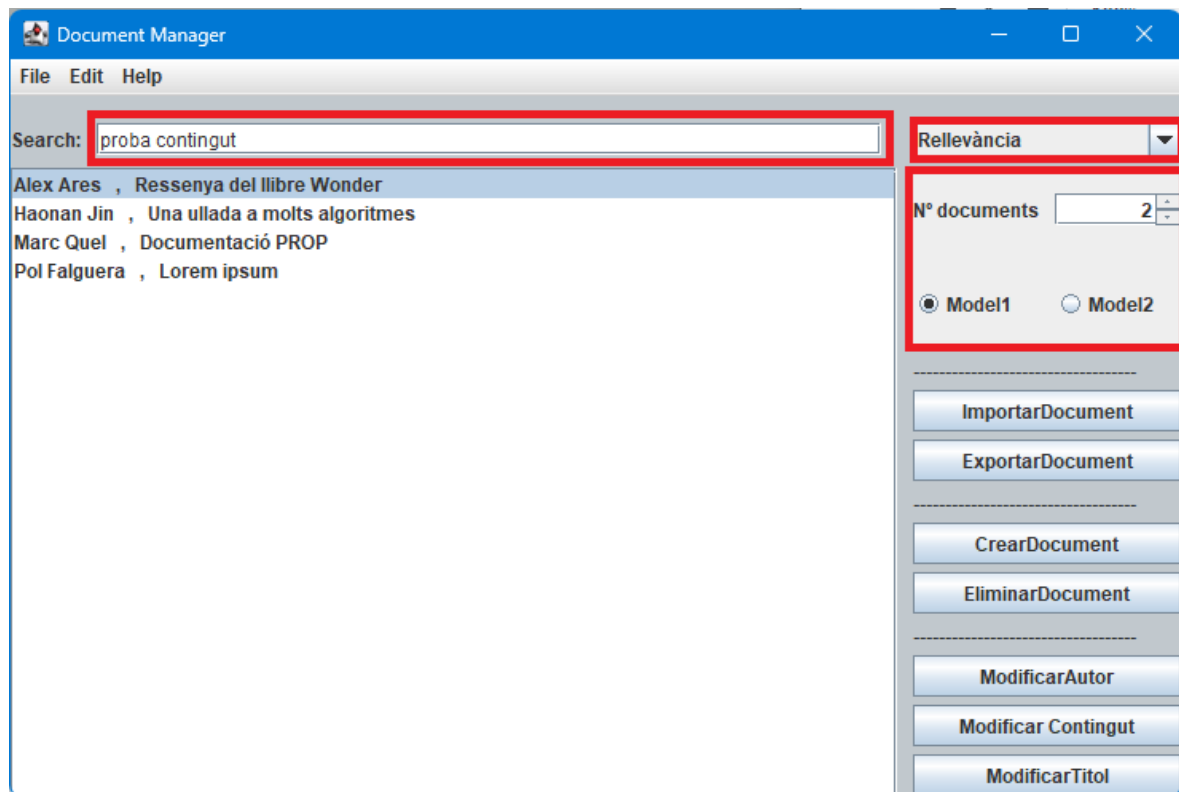 Document Manager
File Edit Help
Search: proba contingut
Rellevància
Alex Ares , Ressenya del llibre Wonder
Haonan Jin , Una ullada a molts algoritmes
Marc Quel , Documentació PROP
Pol Falguera , Lorem ipsum
Nº documents 2
Model1 Model2
-----------------------------------
ImportarDocument
ExportarDocument
-----------------------------------
CrearDocument
EliminarDocument
-----------------------------------
ModificarAutor
Modificar Contingut
ModificarTitol